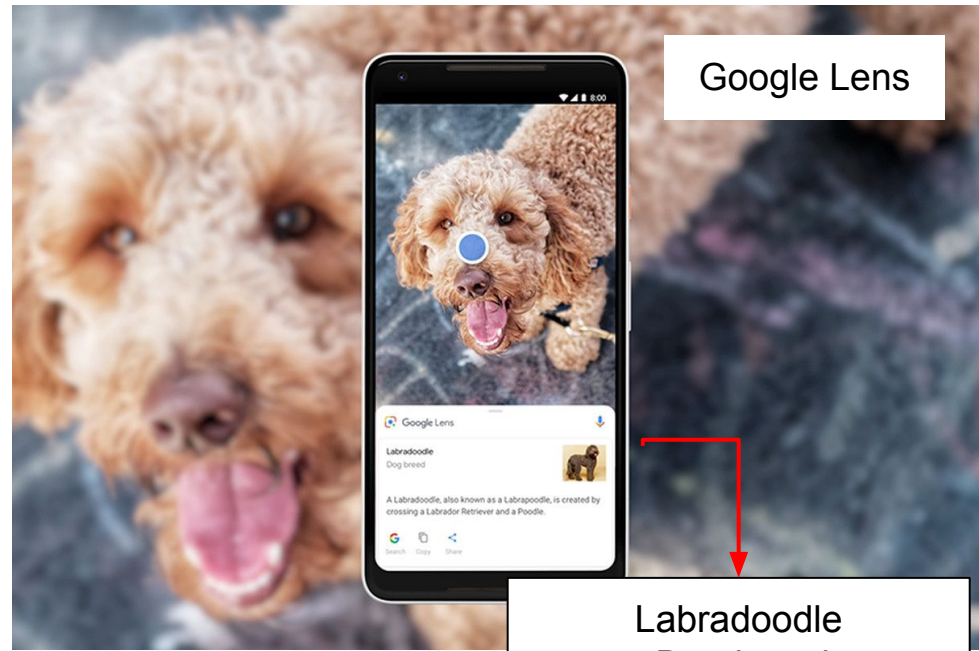 Google Lens
8:00
Google Lens
Labradoodle
Dog breed
A Labradoodle, also known as a Labrapoodle, is created by
crossing a Labrador Retriever and a Poodle.
Search Copy Share
Labradoodle